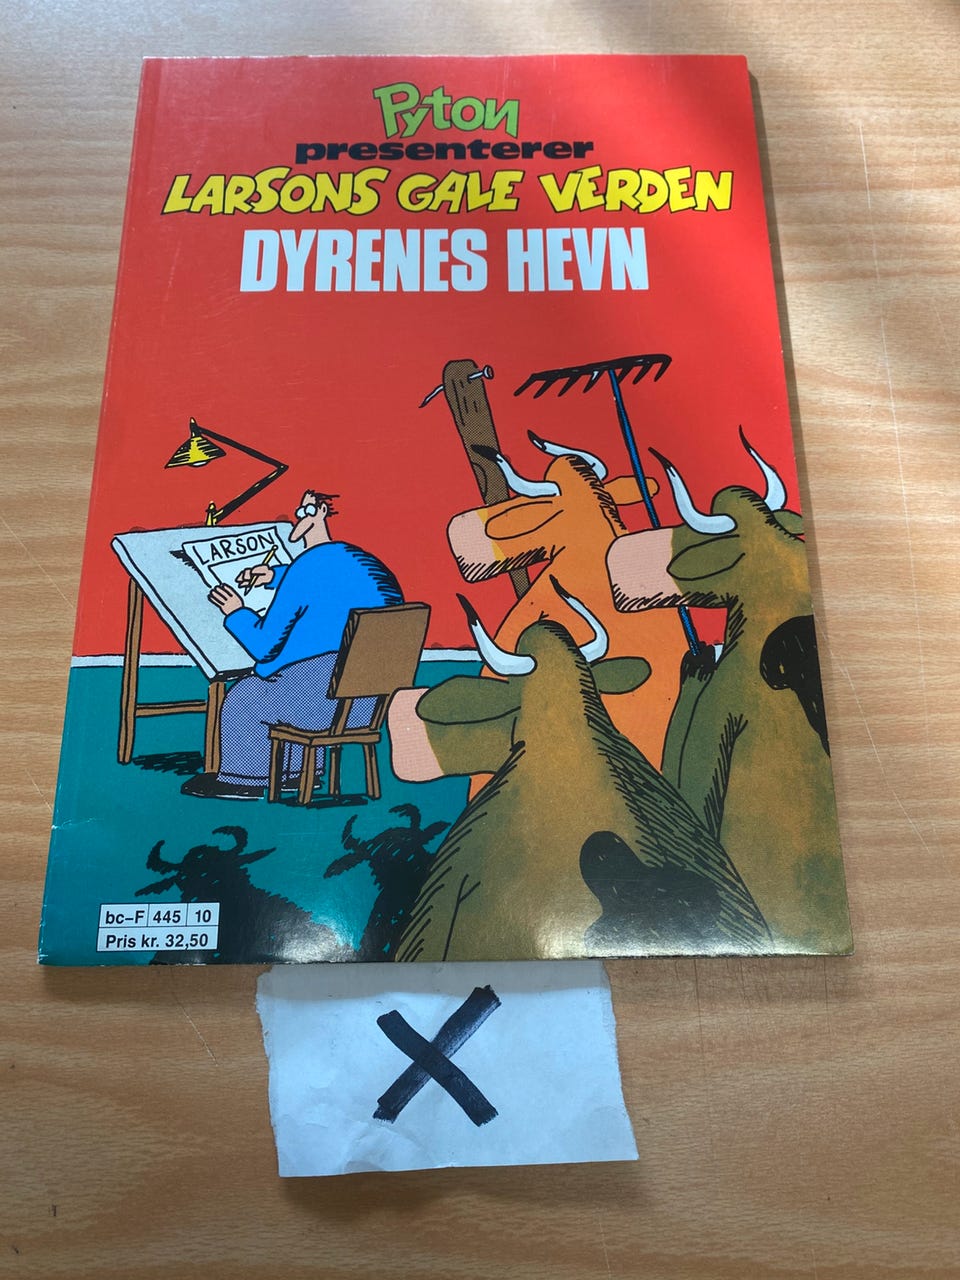 Pyton
presenterer
LARSONS GALE VERDEN
DYRENES HEVN
LARSON
bc-F 445 10
Pris kr. 32,50
X